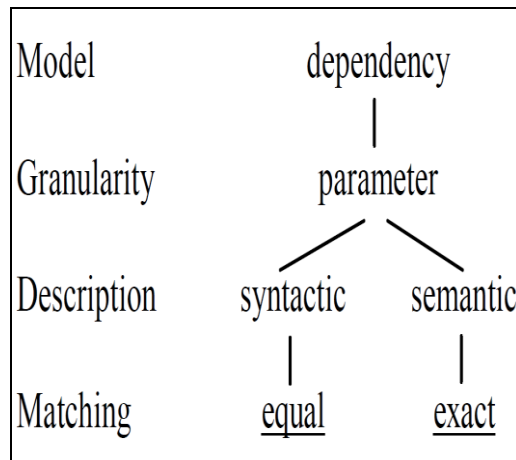 Model dependency
Granularity parameter
Description syntactic semantic
Matching equal exact